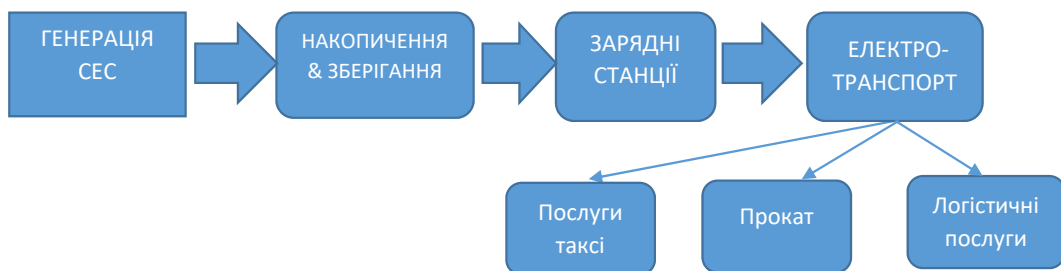 ГЕНЕРАЦІЯ
СЕС
НАКОПИЧЕННЯ
& ЗБЕРІГАННЯ
ЗАРЯДНІ
СТАНЦІЇ
ЕЛЕКТРО-
ТРАНСПОРТ
Послуги
таксі
Прокат
Логістичні
послуги